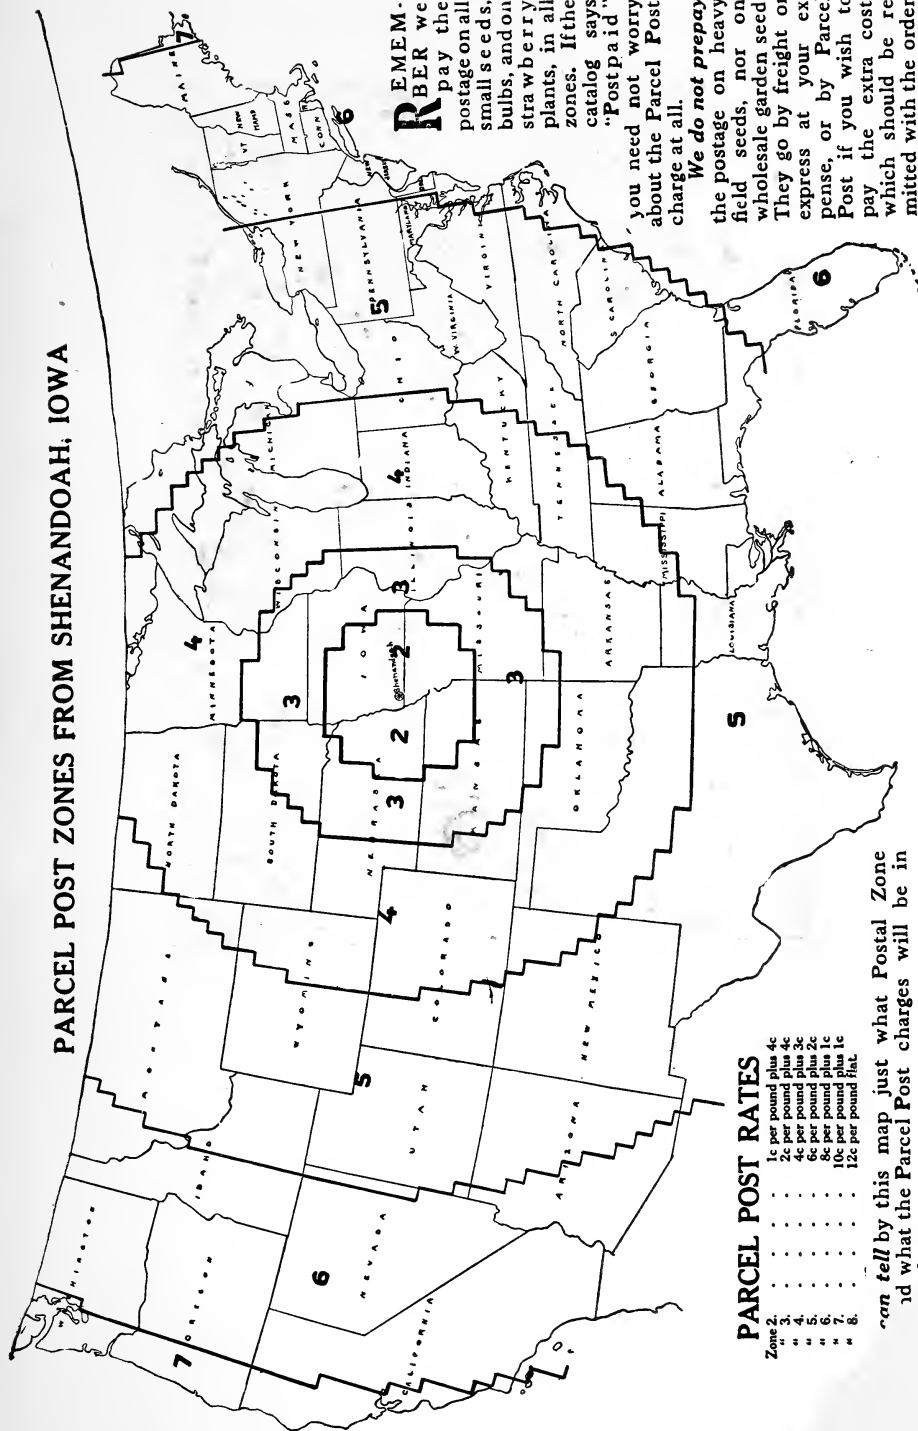 PARCEL POST ZONES FROM SHENANDOAH, IOWA
WASHINGTON
OREGON
CALIFORNIA
NEVADA
IDAHO
MONTANA
WYOMING
UTAH
COLORADO
ARIZONA
NEW MEXICO
NORTH DAKOTA
SOUTH DAKOTA
NEBRASKA
KANSAS
OKLAHOMA
MINNESOTA
IOWA
Shenandoah
MISSOURI
ARKANSAS
LOUISIANA
WISCONSIN
ILLINOIS
MICHIGAN
INDIANA
OHIO
KENTUCKY
TENNESSEE
MISSISSIPPI
ALABAMA
GEORGIA
FLORIDA
S CAROLINA
NORTH CAROLINA
VIRGINIA
W. VIRGINIA
MARYLAND
PENNSYLVANIA
NEW YORK
VT
NEW HAMP
MASS
CONN
MAINE
7
6
5
4
3
2
2
3
3
3
4
4
5
5
6
6
7
PARCEL POST RATES
Zone 2. . . . . . 1c per pound plus 4c
" 3. . . . . . 2c per pound plus 4c
" 4. . . . . . 4c per pound plus 3c
" 5. . . . . . 6c per pound plus 2c
" 6. . . . . . 8c per pound plus 1c
" 7. . . . . . 10c per pound plus 1c
" 8. . . . . . 12c per pound flat.
can tell by this map just what Postal Zone
d what the Parcel Post charges will be in
REMEM-
BER we
pay the
postage on all
small seeds,
bulbs, and on
strawberry
plants, in all
zones. If the
catalog says
"Postpaid"
you need not worry
about the Parcel Post
charge at all.
We do not prepay
the postage on heavy
field seeds, nor on
wholesale garden seed.
They go by freight or
express at your ex
pense, or by Parcel
Post if you wish to
pay the extra cost
which should be re
mitted with the order